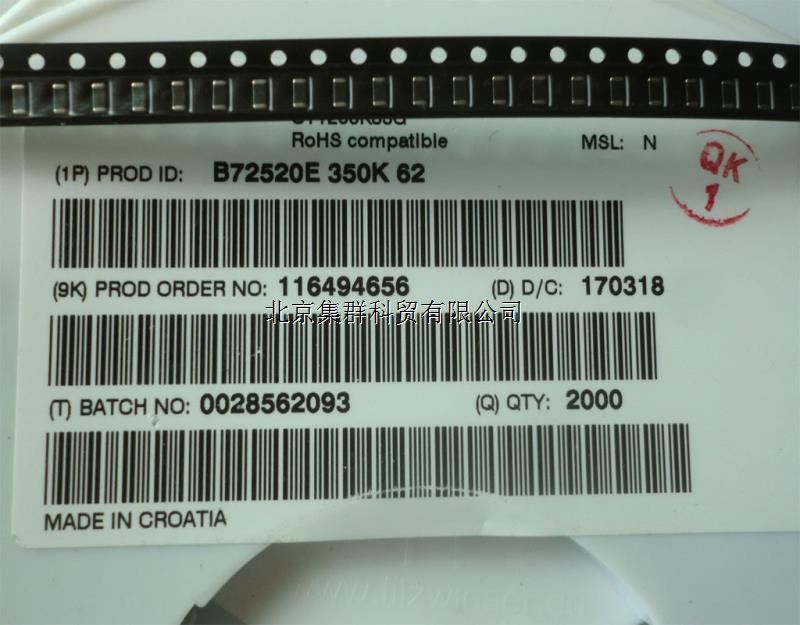 RoHS compatible
MSL: N
QK
1
(1P) PROD ID: B72520E 350K 62
(9K) PROD ORDER NO: 116494656 (D) D/C: 170318
北京集群科贸有限公司
(T) BATCH NO: 0028562093 (Q) QTY: 2000
MADE IN CROATIA